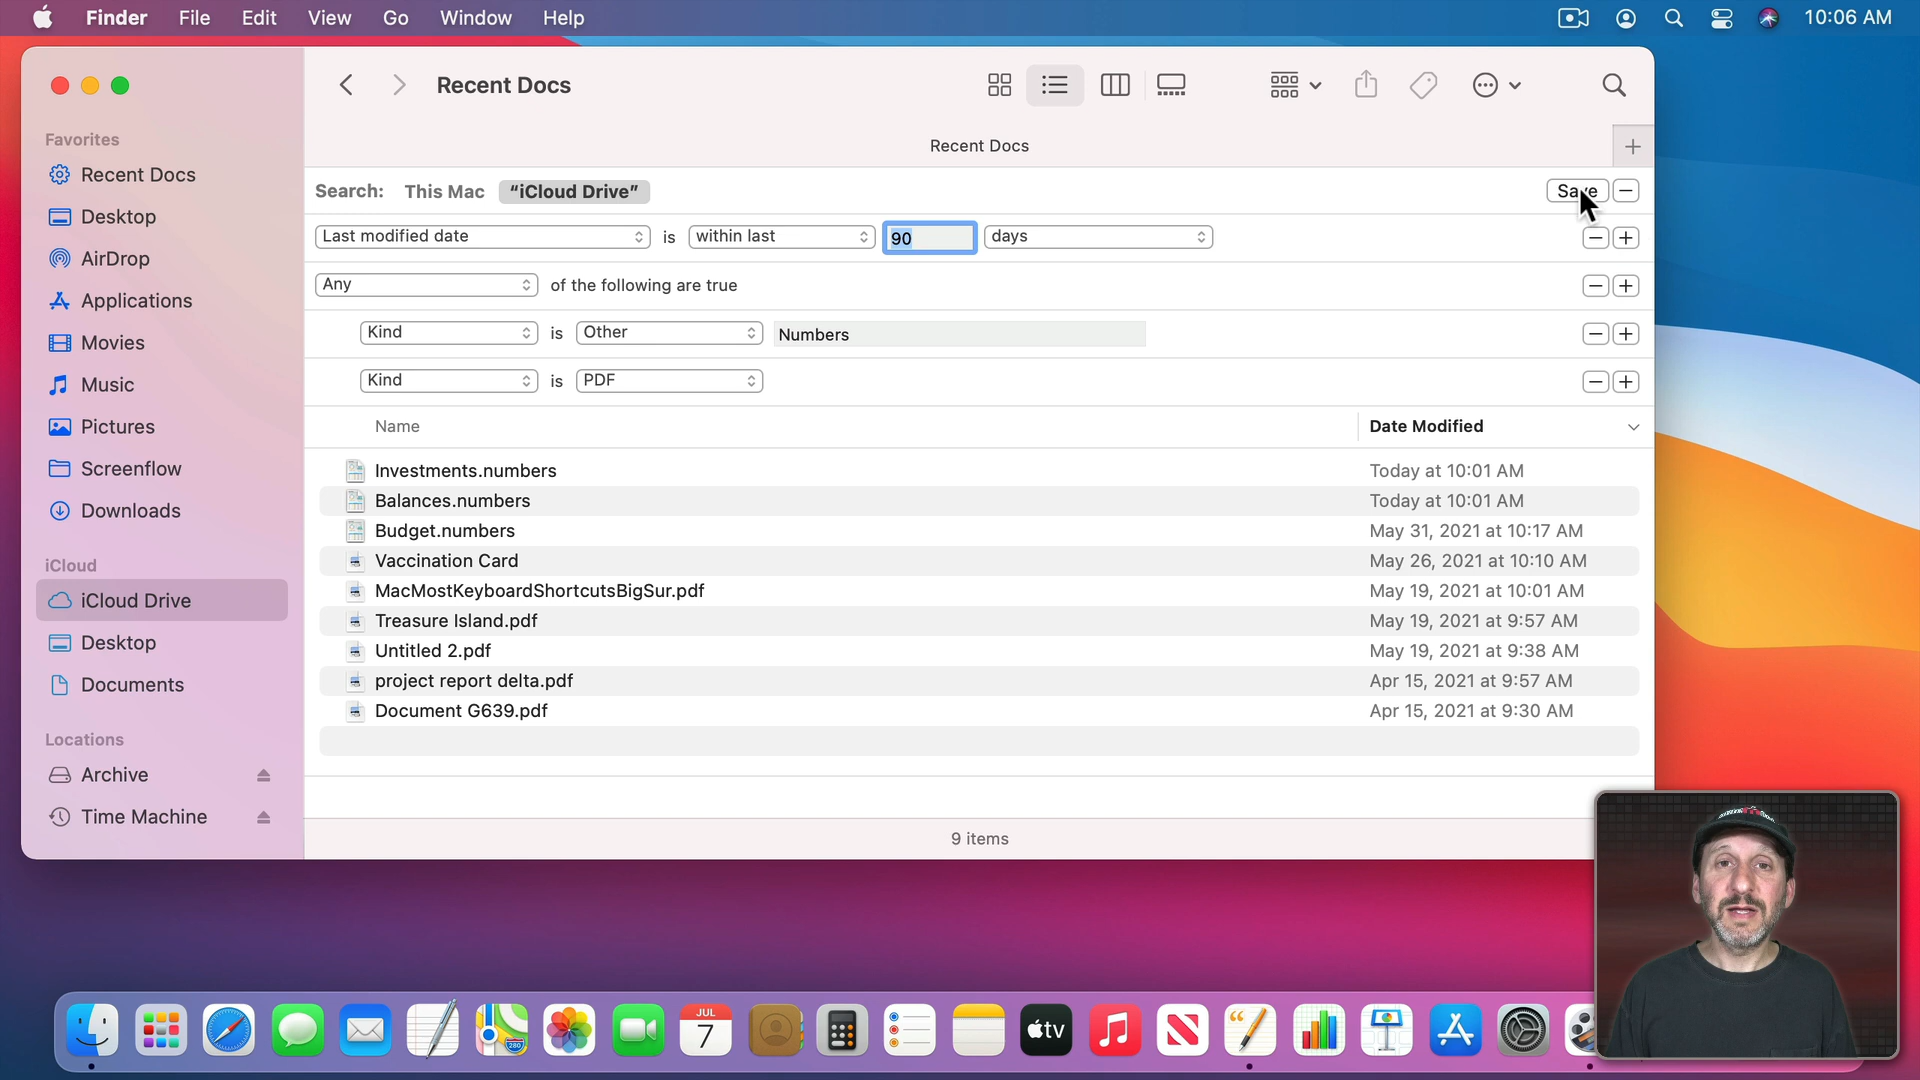 Finder File Edit View Go Window Help 10:06 AM
Recent Docs
Recent Docs
Favorites
Recent Docs
Desktop
AirDrop
Applications
Movies
Music
Pictures
Screenflow
Downloads
iCloud
iCloud Drive
Desktop
Documents
Locations
Archive
Time Machine
Search: This Mac “iCloud Drive” Save
Last modified date is within last 90 days
Any of the following are true
Kind is Other Numbers
Kind is PDF
Name Date Modified
Investments.numbers Today at 10:01 AM
Balances.numbers Today at 10:01 AM
Budget.numbers May 31, 2021 at 10:17 AM
Vaccination Card May 26, 2021 at 10:10 AM
MacMostKeyboardShortcutsBigSur.pdf May 19, 2021 at 10:01 AM
Treasure Island.pdf May 19, 2021 at 9:57 AM
Untitled 2.pdf May 19, 2021 at 9:38 AM
project report delta.pdf Apr 15, 2021 at 9:57 AM
Document G639.pdf Apr 15, 2021 at 9:30 AM
9 items
280
JUL
7
tv